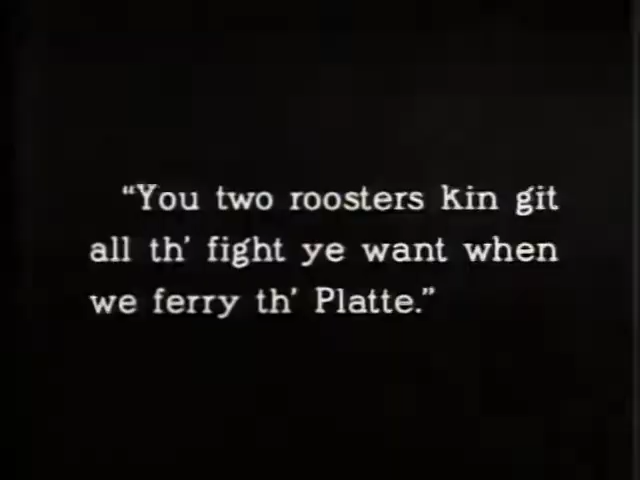 “You two roosters kin git
all th’ fight ye want when
we ferry th’ Platte.”